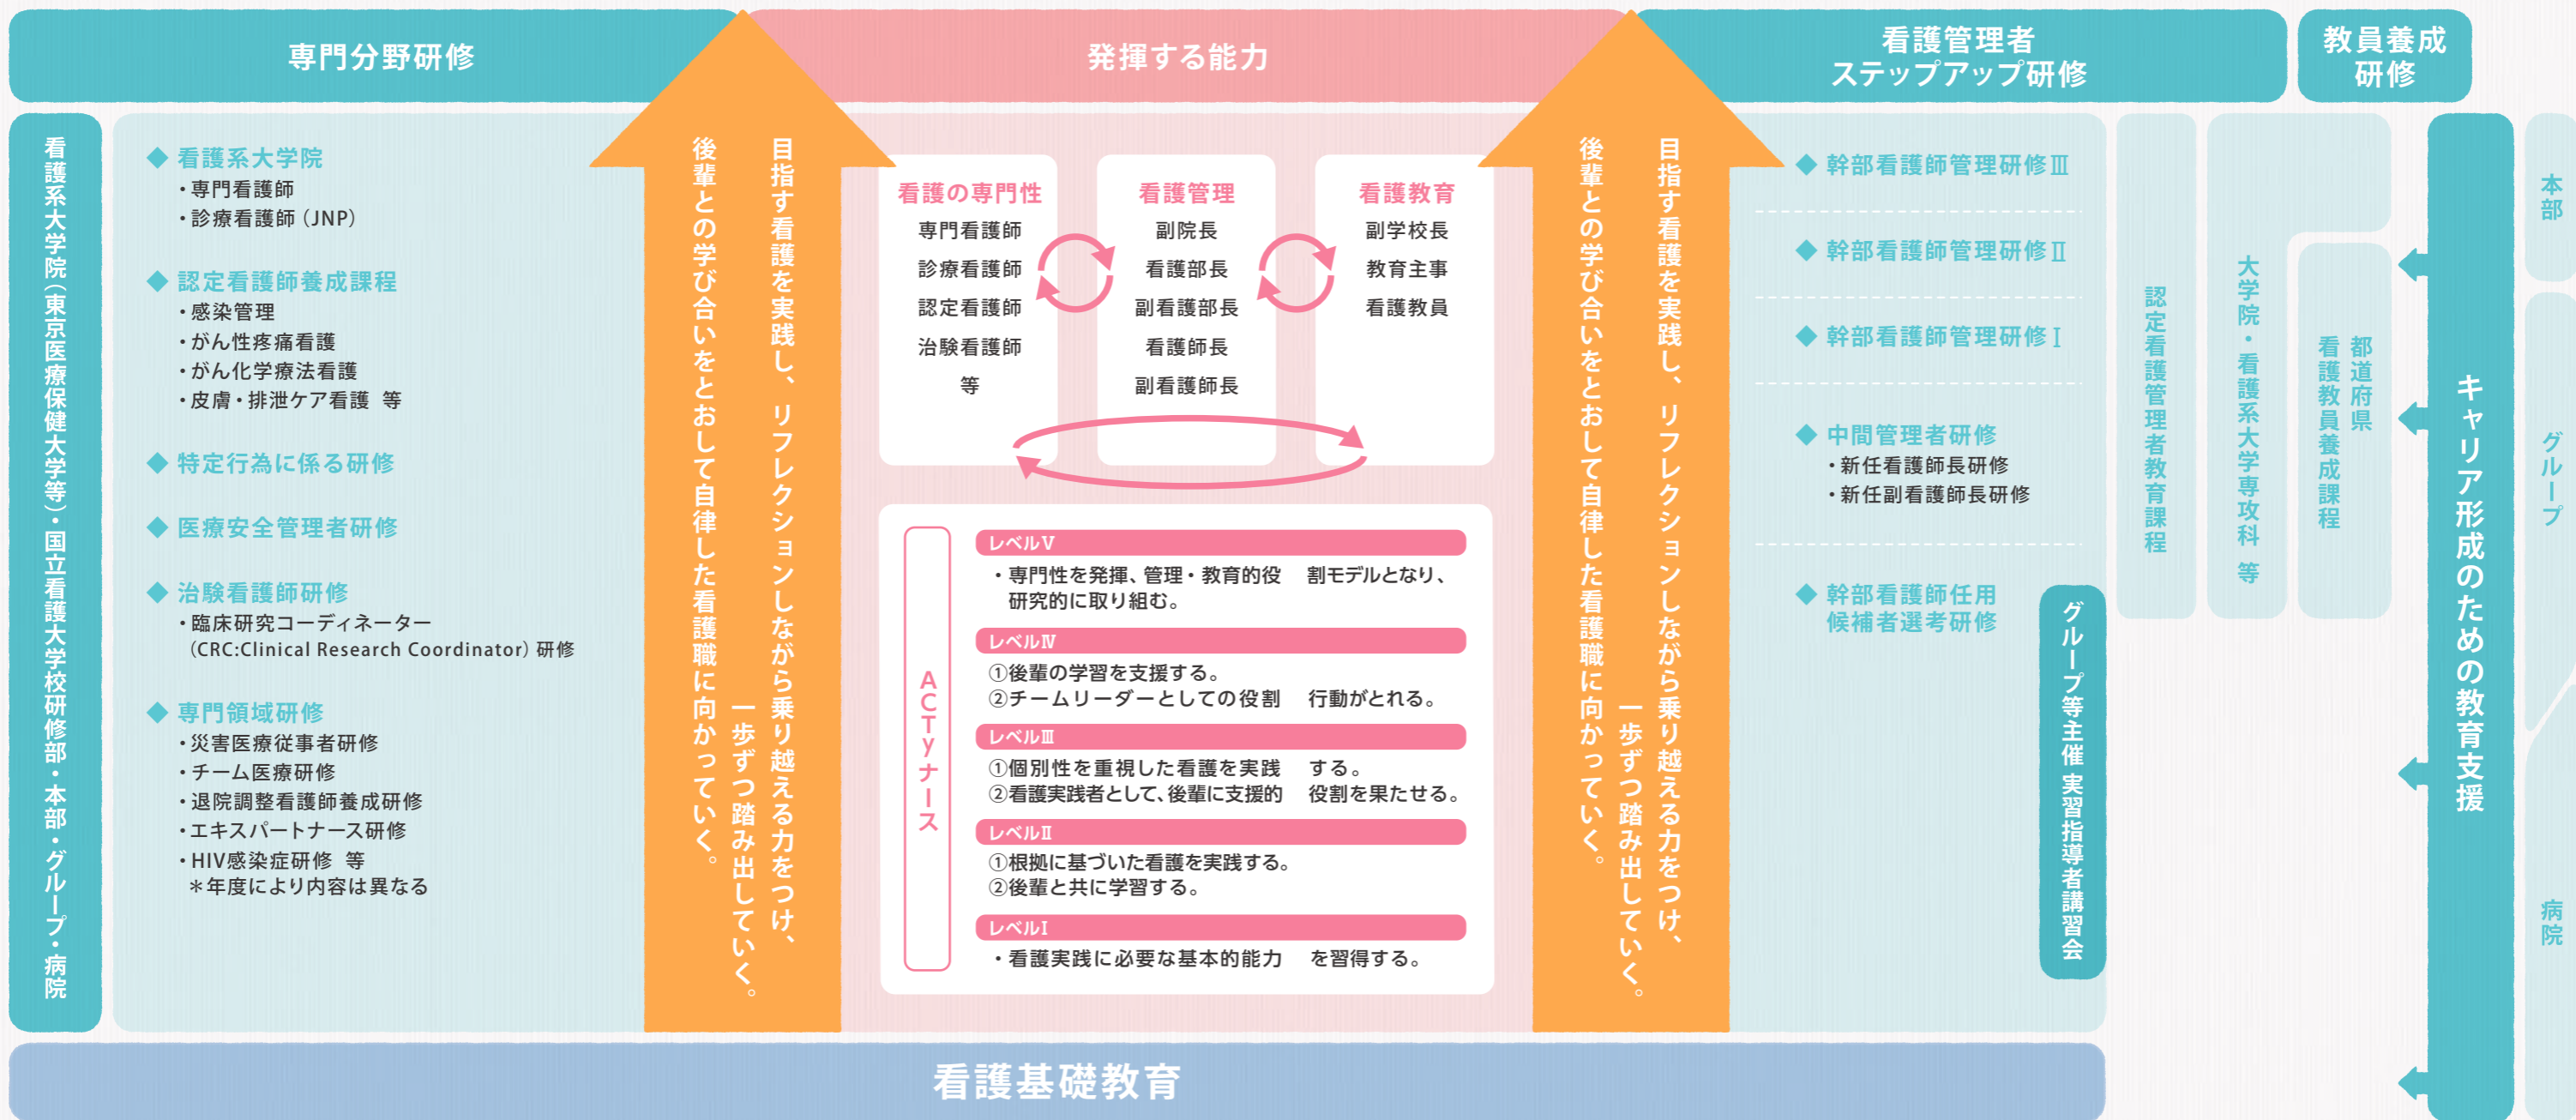 専門分野研修
発揮する能力
看護管理者
ステップアップ研修
教員養成
研修
看護系大学院（東京医療保健大学等）・国立看護大学校研修部・本部・グループ・病院
◆ 看護系大学院
・専門看護師
・診療看護師（JNP）
◆ 認定看護師養成課程
・感染管理
・がん性疼痛看護
・がん化学療法看護
・皮膚・排泄ケア看護 等
◆ 特定行為に係る研修
◆ 医療安全管理者研修
◆ 治験看護師研修
・臨床研究コーディネーター
（CRC:Clinical Research Coordinator）研修
◆ 専門領域研修
・災害医療従事者研修
・チーム医療研修
・退院調整看護師養成研修
・エキスパートナース研修
・HIV感染症研修 等
＊年度により内容は異なる
目指す看護を実践し、リフレクションしながら乗り越える力をつけ、
一歩ずつ踏み出していく。
後輩との学び合いをとおして自律した看護職に向かっていく。
看護の専門性
専門看護師
診療看護師
認定看護師
治験看護師
等
看護管理
副院長
看護部長
副看護部長
看護師長
副看護師長
看護教育
副学校長
教育主事
看護教員
ACTyナース
レベルⅤ
・専門性を発揮、管理・教育的役 割モデルとなり、
研究的に取り組む。
レベルⅣ
①後輩の学習を支援する。
②チームリーダーとしての役割 行動がとれる。
レベルⅢ
①個別性を重視した看護を実践 する。
②看護実践者として、後輩に支援的 役割を果たせる。
レベルⅡ
①根拠に基づいた看護を実践する。
②後輩と共に学習する。
レベルⅠ
・看護実践に必要な基本的能力 を習得する。
目指す看護を実践し、リフレクションしながら乗り越える力をつけ、
一歩ずつ踏み出していく。
後輩との学び合いをとおして自律した看護職に向かっていく。
◆ 幹部看護師管理研修Ⅲ
◆ 幹部看護師管理研修Ⅱ
◆ 幹部看護師管理研修Ⅰ
◆ 中間管理者研修
・新任看護師長研修
・新任副看護師長研修
◆ 幹部看護師任用
候補者選考研修
グループ等主催 実習指導者講習会
認定看護管理者教育課程
大学院・看護系大学専攻科 等
都道府県
看護教員養成課程
キャリア形成のための教育支援
本部
グループ
病院
看護基礎教育